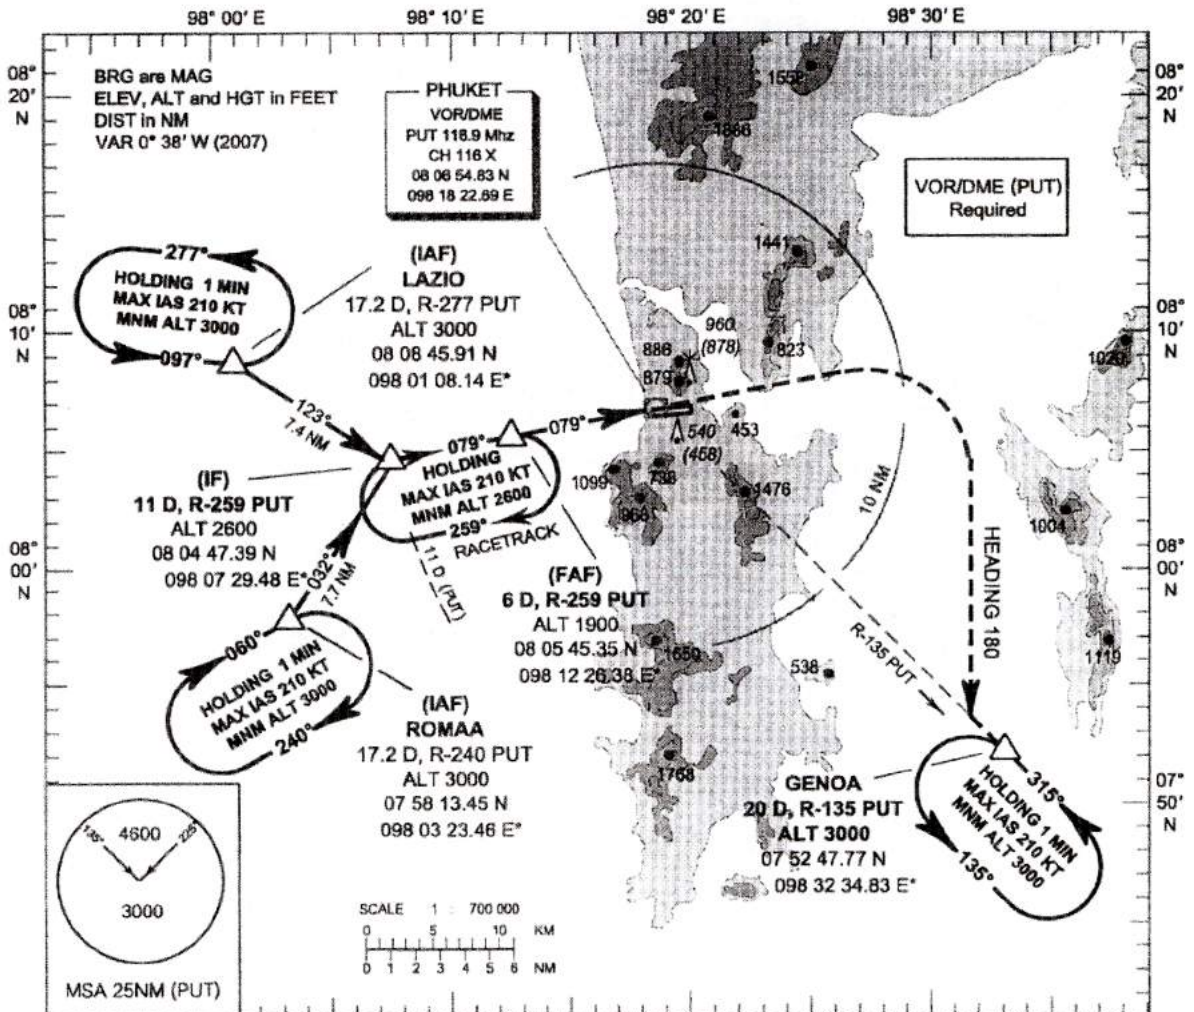 98° 00' E
98° 10' E
98° 20' E
98° 30' E
08°
20'
N
08°
20'
N
BRG are MAG
ELEV, ALT and HGT in FEET
DIST in NM
VAR 0° 38' W (2007)
PHUKET
VOR/DME
PUT 116.9 Mhz
CH 116 X
08 06 54.83 N
098 18 22.69 E
VOR/DME (PUT)
Required
1552
1886
1441
277°
HOLDING 1 MIN
MAX IAS 210 KT
MNM ALT 3000
097°
(IAF)
LAZIO
17.2 D, R-277 PUT
ALT 3000
08 08 45.91 N
098 01 08.14 E*
08°
10'
N
08°
10'
N
960
(878)
886
879
823
1020
123°
7.4 NM
079°
079°
HOLDING
MAX IAS 210 KT
MNM ALT 2600
259°
RACETRACK
11 D (PUT)
540
(458)
453
1099
738
966
1476
10 NM
1004
HEADING 180
(IF)
11 D, R-259 PUT
ALT 2600
08 04 47.39 N
098 07 29.48 E*
08°
00'
N
08°
00'
N
032°
7.7 NM
(FAF)
6 D, R-259 PUT
ALT 1900
08 05 45.35 N
098 12 26.38 E*
R-135 PUT
1650
538
1119
060°
HOLDING 1 MIN
MAX IAS 210 KT
MNM ALT 3000
240°
(IAF)
ROMAA
17.2 D, R-240 PUT
ALT 3000
07 58 13.45 N
098 03 23.46 E*
1768
GENOA
20 D, R-135 PUT
ALT 3000
07 52 47.77 N
098 32 34.83 E*
315°
HOLDING 1 MIN
MAX IAS 210 KT
MNM ALT 3000
135°
07°
50'
N
135°
225°
4600
3000
MSA 25NM (PUT)
SCALE 1 : 700 000
0 5 10 KM
0 1 2 3 4 5 6 NM